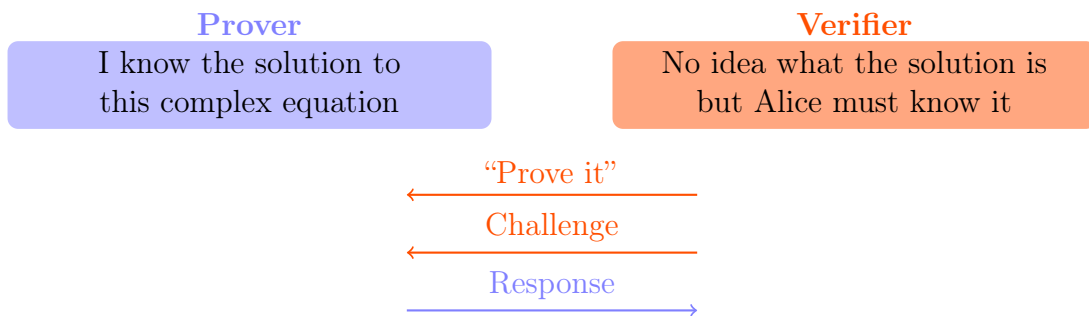 Prover
I know the solution to
this complex equation
Verifier
No idea what the solution is
but Alice must know it
“Prove it”
Challenge
Response